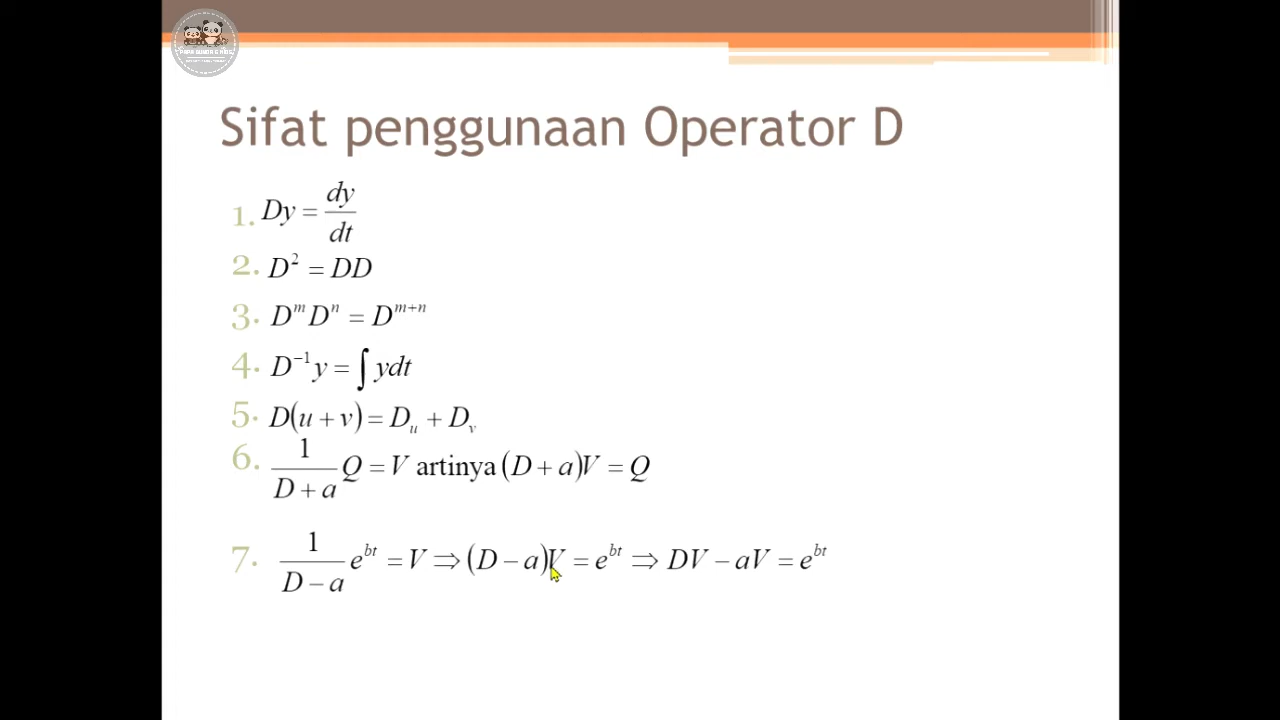 Sifat penggunaan Operator D
1. Dy = dy/dt
2. D² = DD
3. DᵐDⁿ = Dᵐ⁺ⁿ
4. D⁻¹y = ∫ydt
5. D(u + v) = Dᵤ + Dᵥ
6. 1/(D + a) Q = V artinya (D + a)V = Q
7. 1/(D − a) eᵇᵗ = V ⇒ (D − a)V = eᵇᵗ ⇒ DV − aV = eᵇᵗ